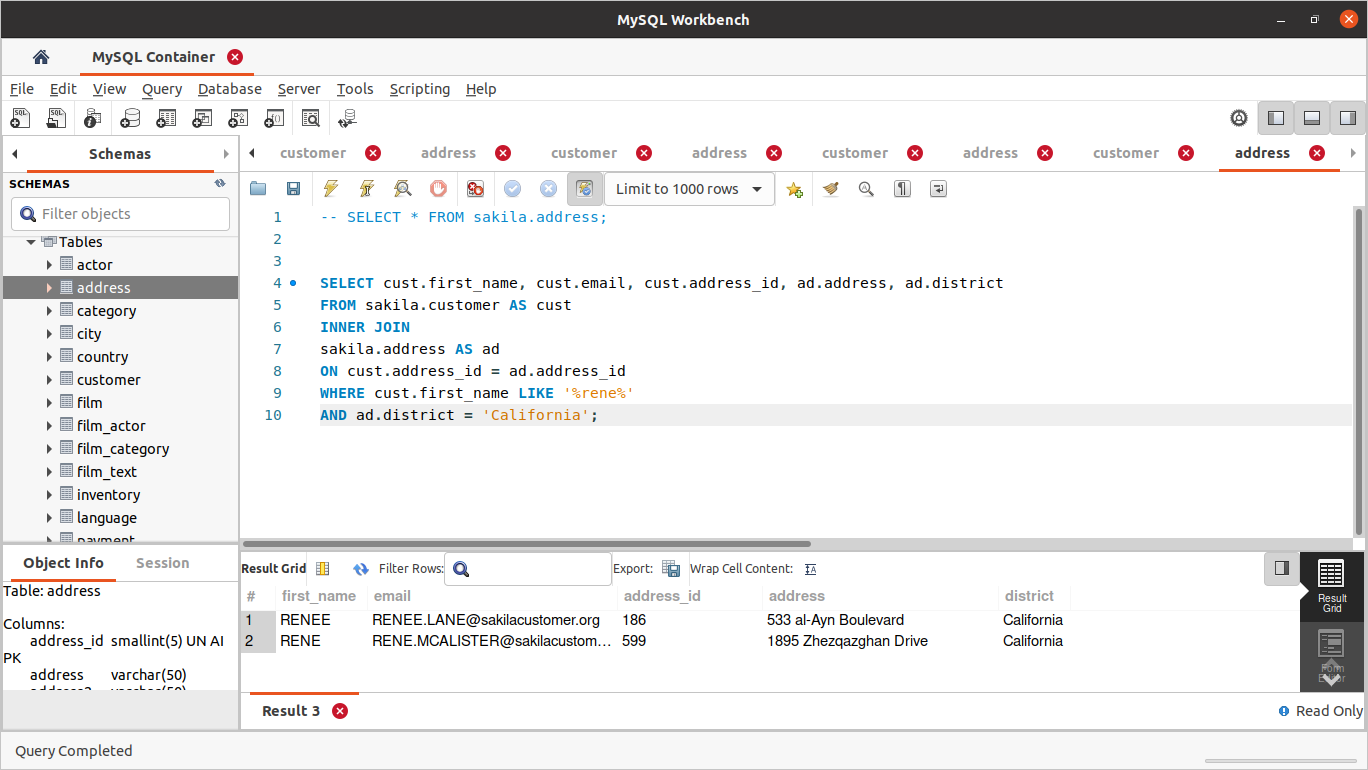 MySQL Workbench
MySQL Container
File Edit View Query Database Server Tools Scripting Help
Schemas
customer address customer address customer address customer address
SCHEMAS
Limit to 1000 rows
Filter objects
Tables
actor
address
category
city
country
customer
film
film_actor
film_category
film_text
inventory
language
payment
1 -- SELECT * FROM sakila.address;
2
3
4 SELECT cust.first_name, cust.email, cust.address_id, ad.address, ad.district
5 FROM sakila.customer AS cust
6 INNER JOIN
7 sakila.address AS ad
8 ON cust.address_id = ad.address_id
9 WHERE cust.first_name LIKE '%rene%'
10 AND ad.district = 'California';
Object Info Session
Table: address
Columns:
address_id smallint(5) UN AI
PK
address varchar(50)
address2 varchar(50)
Result Grid Filter Rows: Export: Wrap Cell Content:
# first_name email address_id address district
1 RENEE RENEE.LANE@sakilacustomer.org 186 533 al-Ayn Boulevard California
2 RENE RENE.MCALISTER@sakilacustom... 599 1895 Zhezqazghan Drive California
Result
Grid
Form
Editor
Result 3
Read Only
Query Completed